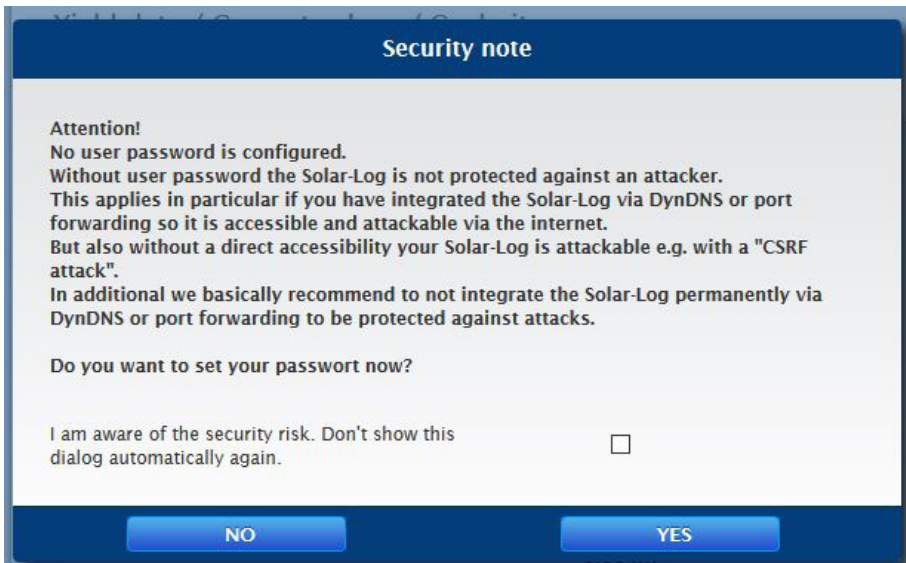 Security note
Attention!
No user password is configured.
Without user password the Solar-Log is not protected against an attacker.
This applies in particular if you have integrated the Solar-Log via DynDNS or port
forwarding so it is accessible and attackable via the internet.
But also without a direct accessibility your Solar-Log is attackable e.g. with a "CSRF
attack".
In additional we basically recommend to not integrate the Solar-Log permanently via
DynDNS or port forwarding to be protected against attacks.
Do you want to set your passwort now?
I am aware of the security risk. Don't show this
dialog automatically again.
NO
YES